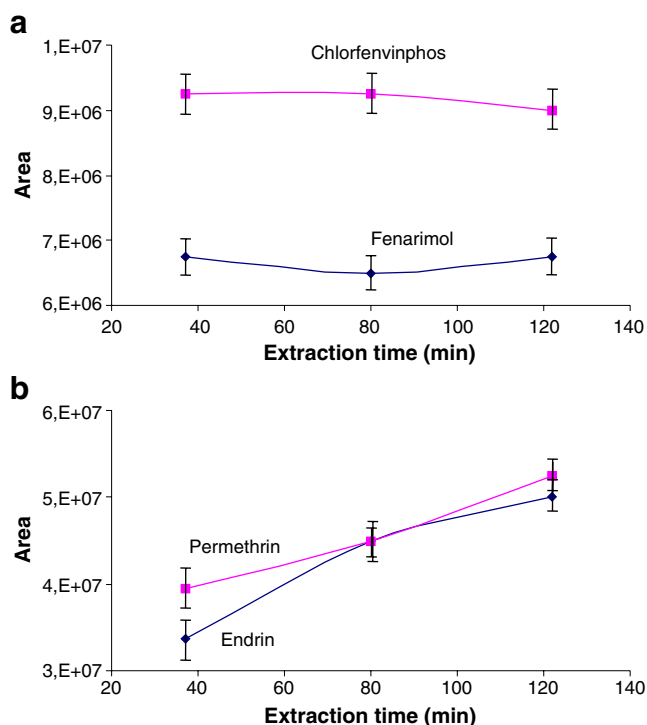 a
1,E+07
Chlorfenvinphos
9,E+06
Area
8,E+06
7,E+06
Fenarimol
6,E+06
20 40 60 80 100 120 140
Extraction time (min)
b
6,E+07
5,E+07
Area
Permethrin
4,E+07
Endrin
3,E+07
20 40 60 80 100 120 140
Extraction time (min)